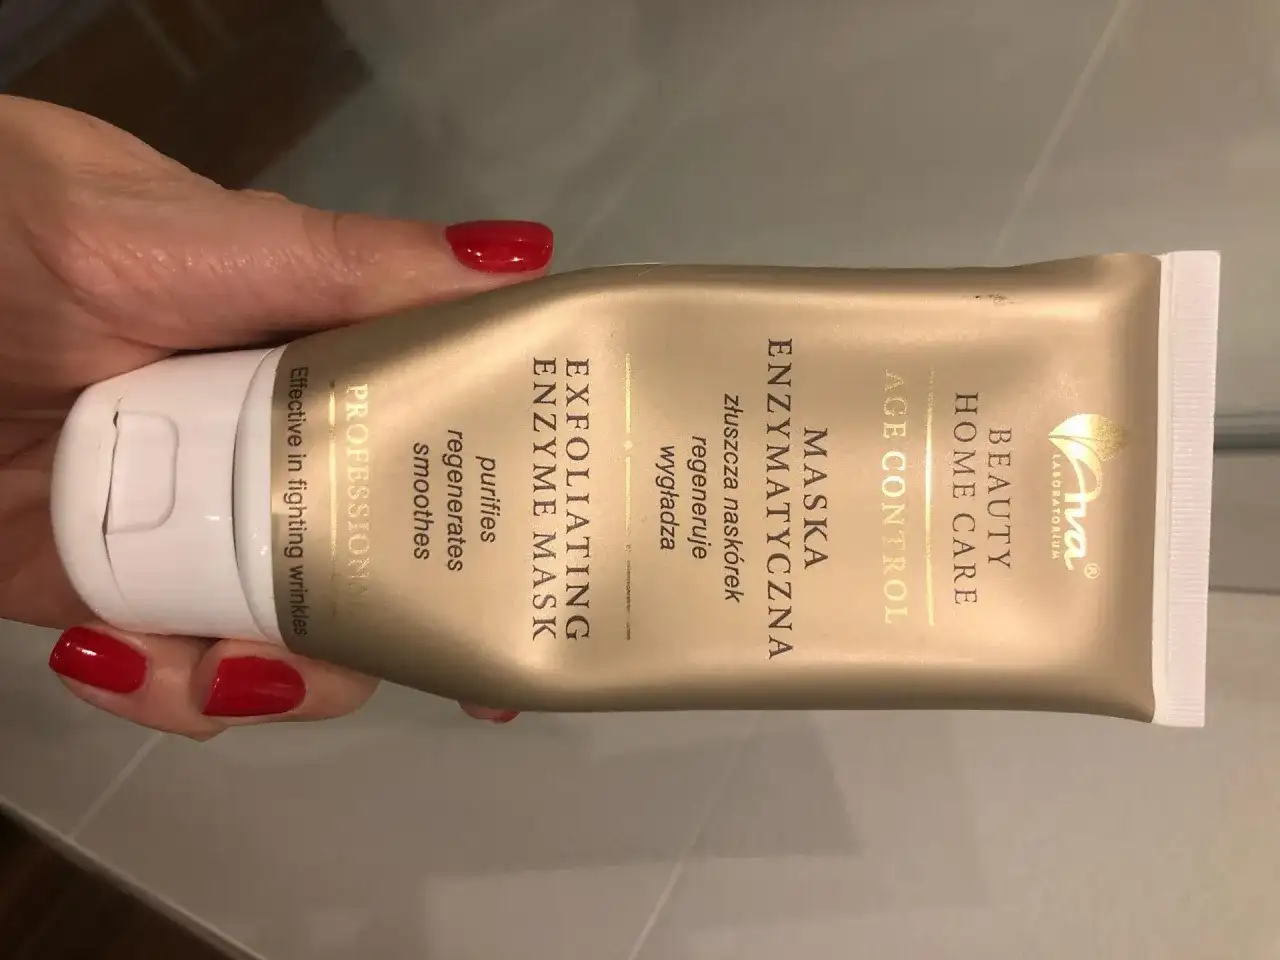 Ava®
LABORATORIUM
BEAUTY
HOME CARE
AGE CONTROL
MASKA
ENZYMATYCZNA
złuszcza naskórek
regeneruje
wygładza
EXFOLIATING
ENZYME MASK
purifies
regenerates
smoothes
PROFESSIONAL
Effective in fighting wrinkles